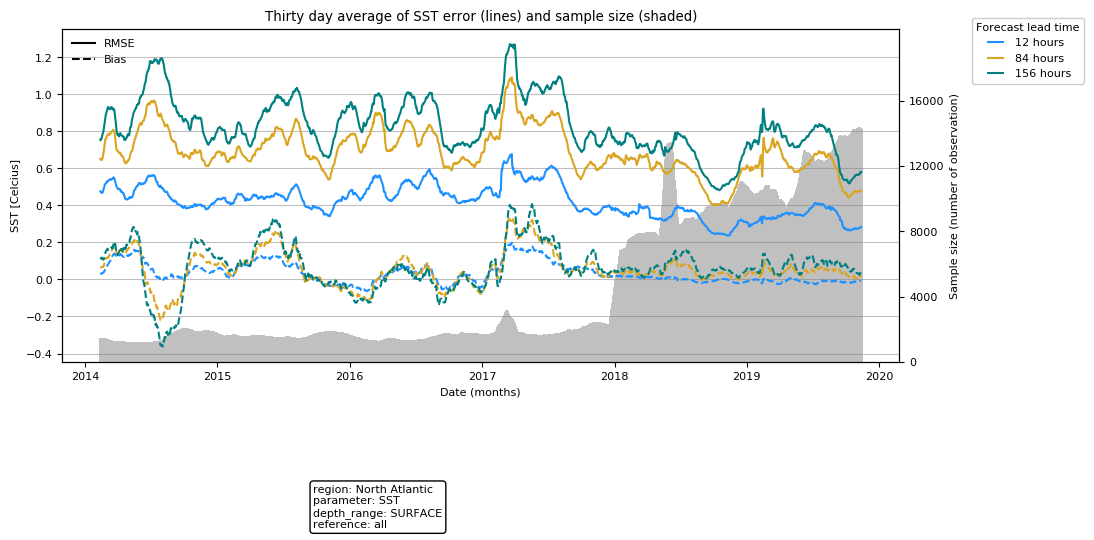 Thirty day average of SST error (lines) and sample size (shaded)
RMSE
Bias
Forecast lead time
12 hours
84 hours
156 hours
SST [Celcius]
1.2
1.0
0.8
0.6
0.4
0.2
0.0
−0.2
−0.4
Sample size (number of observation)
16000
12000
8000
4000
0
2014 2015 2016 2017 2018 2019 2020
Date (months)
region: North Atlantic
parameter: SST
depth_range: SURFACE
reference: all